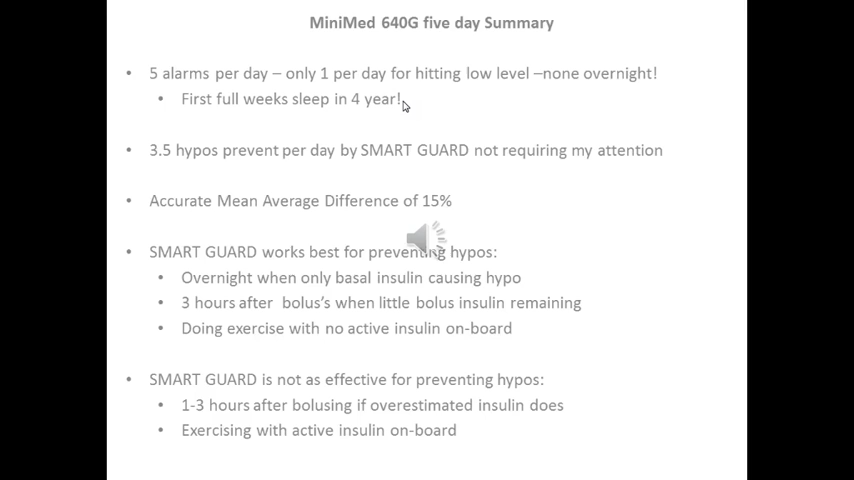 MiniMed 640G five day Summary
• 5 alarms per day – only 1 per day for hitting low level –none overnight!
• First full weeks sleep in 4 year!
• 3.5 hypos prevent per day by SMART GUARD not requiring my attention
• Accurate Mean Average Difference of 15%
• SMART GUARD works best for preventing hypos:
• Overnight when only basal insulin causing hypo
• 3 hours after bolus's when little bolus insulin remaining
• Doing exercise with no active insulin on-board
• SMART GUARD is not as effective for preventing hypos:
• 1-3 hours after bolusing if overestimated insulin does
• Exercising with active insulin on-board